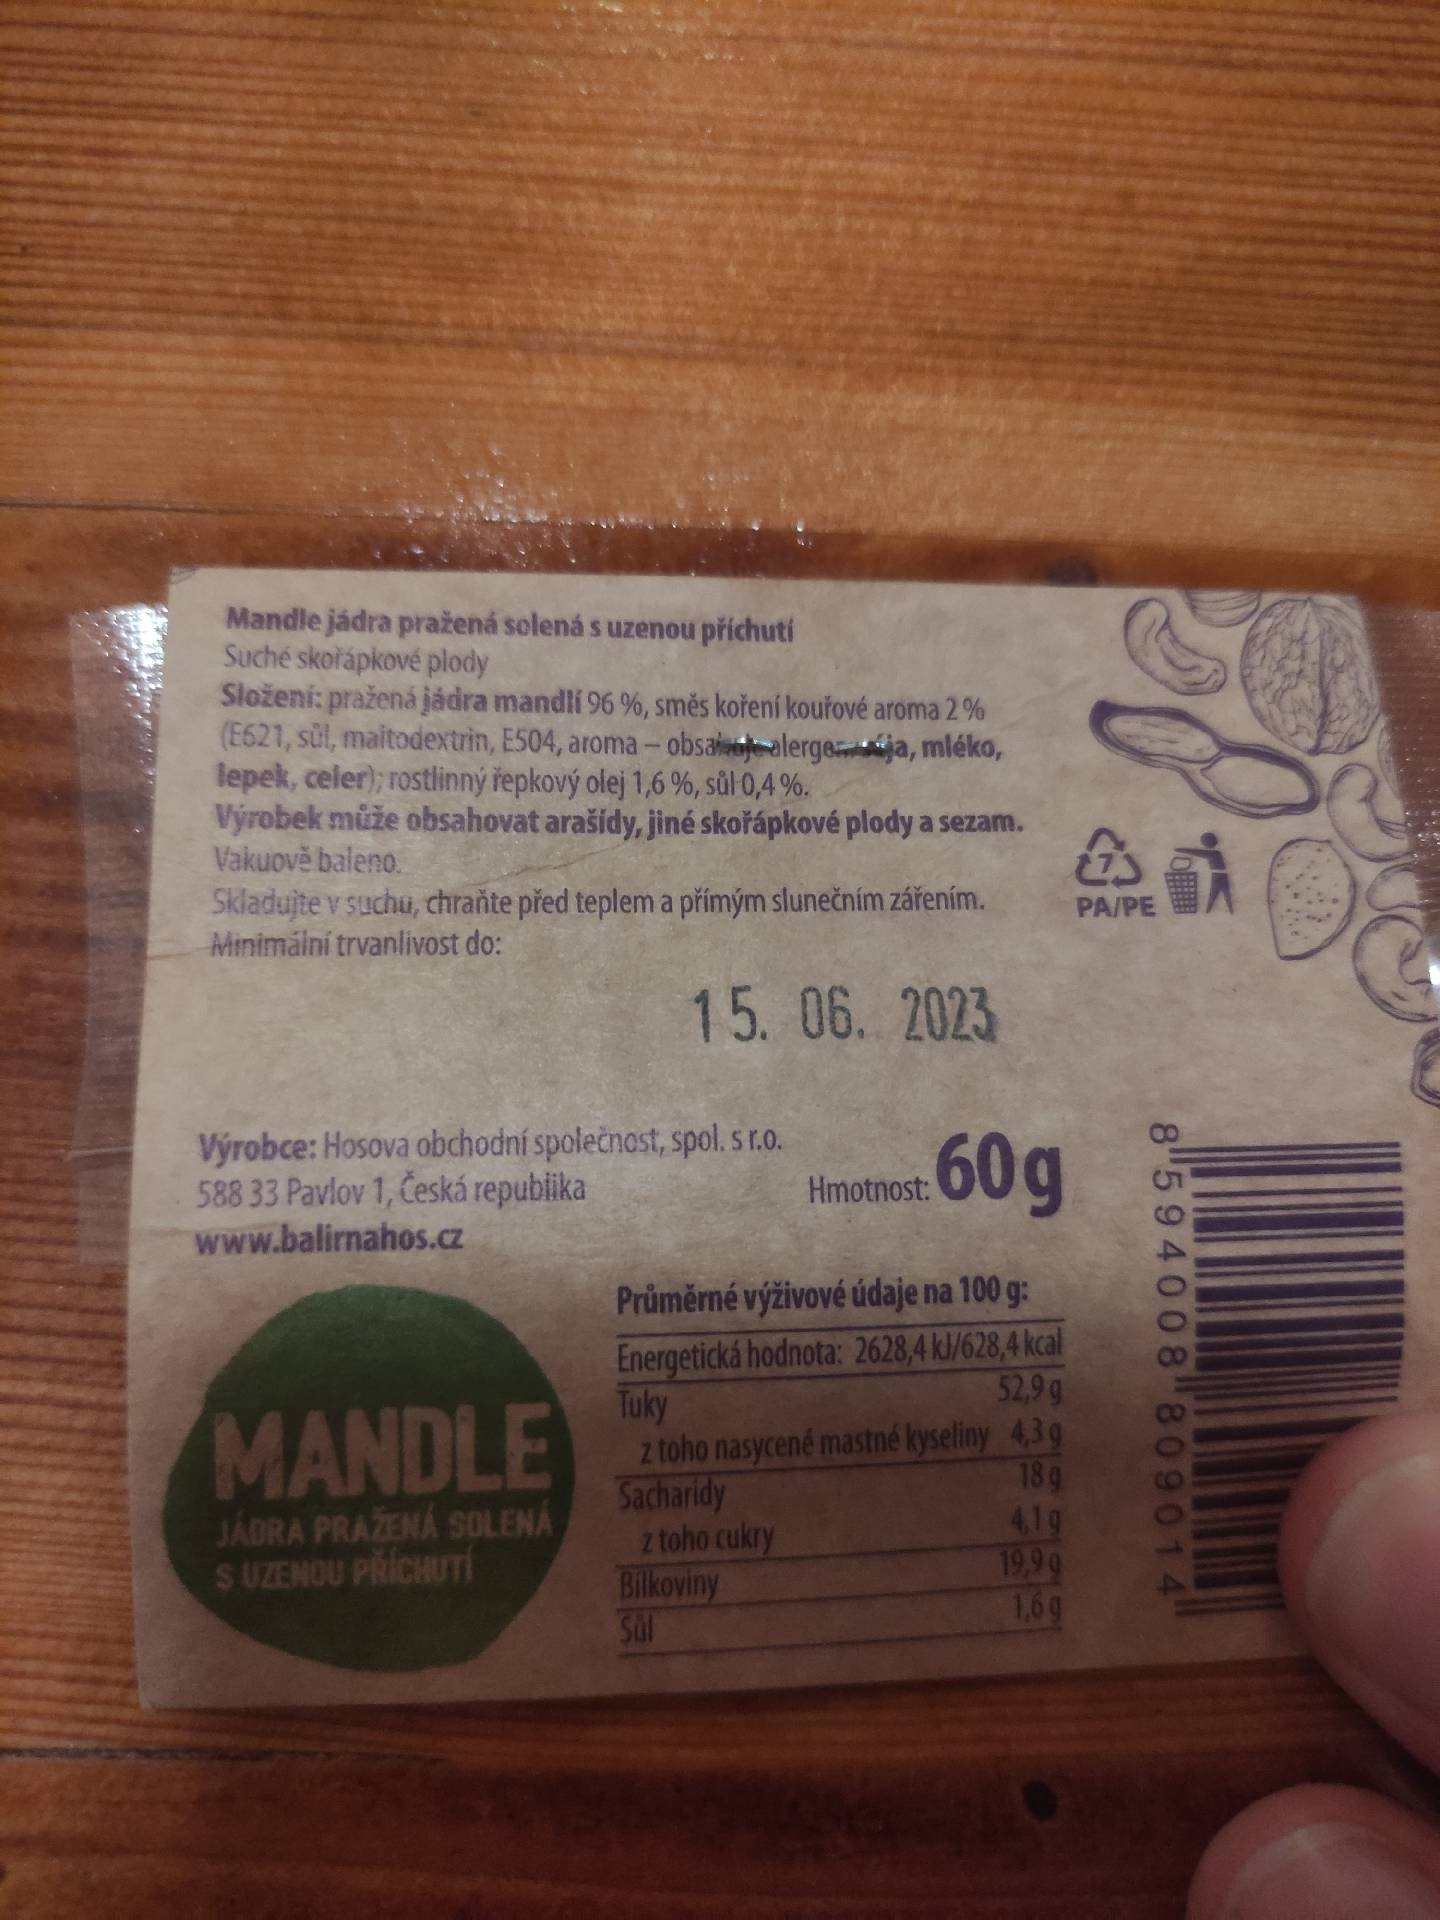 Mandle jádra pražená solená s uzenou příchutí
Suché skořápkové plody
Složení: pražená jádra mandlí 96 %, směs koření kouřové aroma 2 %
(E621, sůl, maltodextrin, E504, aroma – obsahuje alergen sója, mléko,
lepek, celer); rostlinný řepkový olej 1,6 %, sůl 0,4 %.
Výrobek může obsahovat arašídy, jiné skořápkové plody a sezam.
Vakuově baleno.
Skladujte v suchu, chraňte před teplem a přímým slunečním zářením.
Minimální trvanlivost do:
7
PA/PE
15. 06. 2023
Výrobce: Hosova obchodní společnost, spol. s r.o.
588 33 Pavlov 1, Česká republika
www.balirnahos.cz
Hmotnost: 60 g
MANDLE
JÁDRA PRAŽENÁ SOLENÁ
S UZENOU PŘÍCHUTÍ
Průměrné výživové údaje na 100 g:
Energetická hodnota: 2628,4 kJ/628,4 kcal
Tuky 52,9 g
z toho nasycené mastné kyseliny 4,3 g
Sacharidy 18 g
z toho cukry 4,1 g
Bílkoviny 19,9 g
Sůl 1,6 g
8 594008 809014